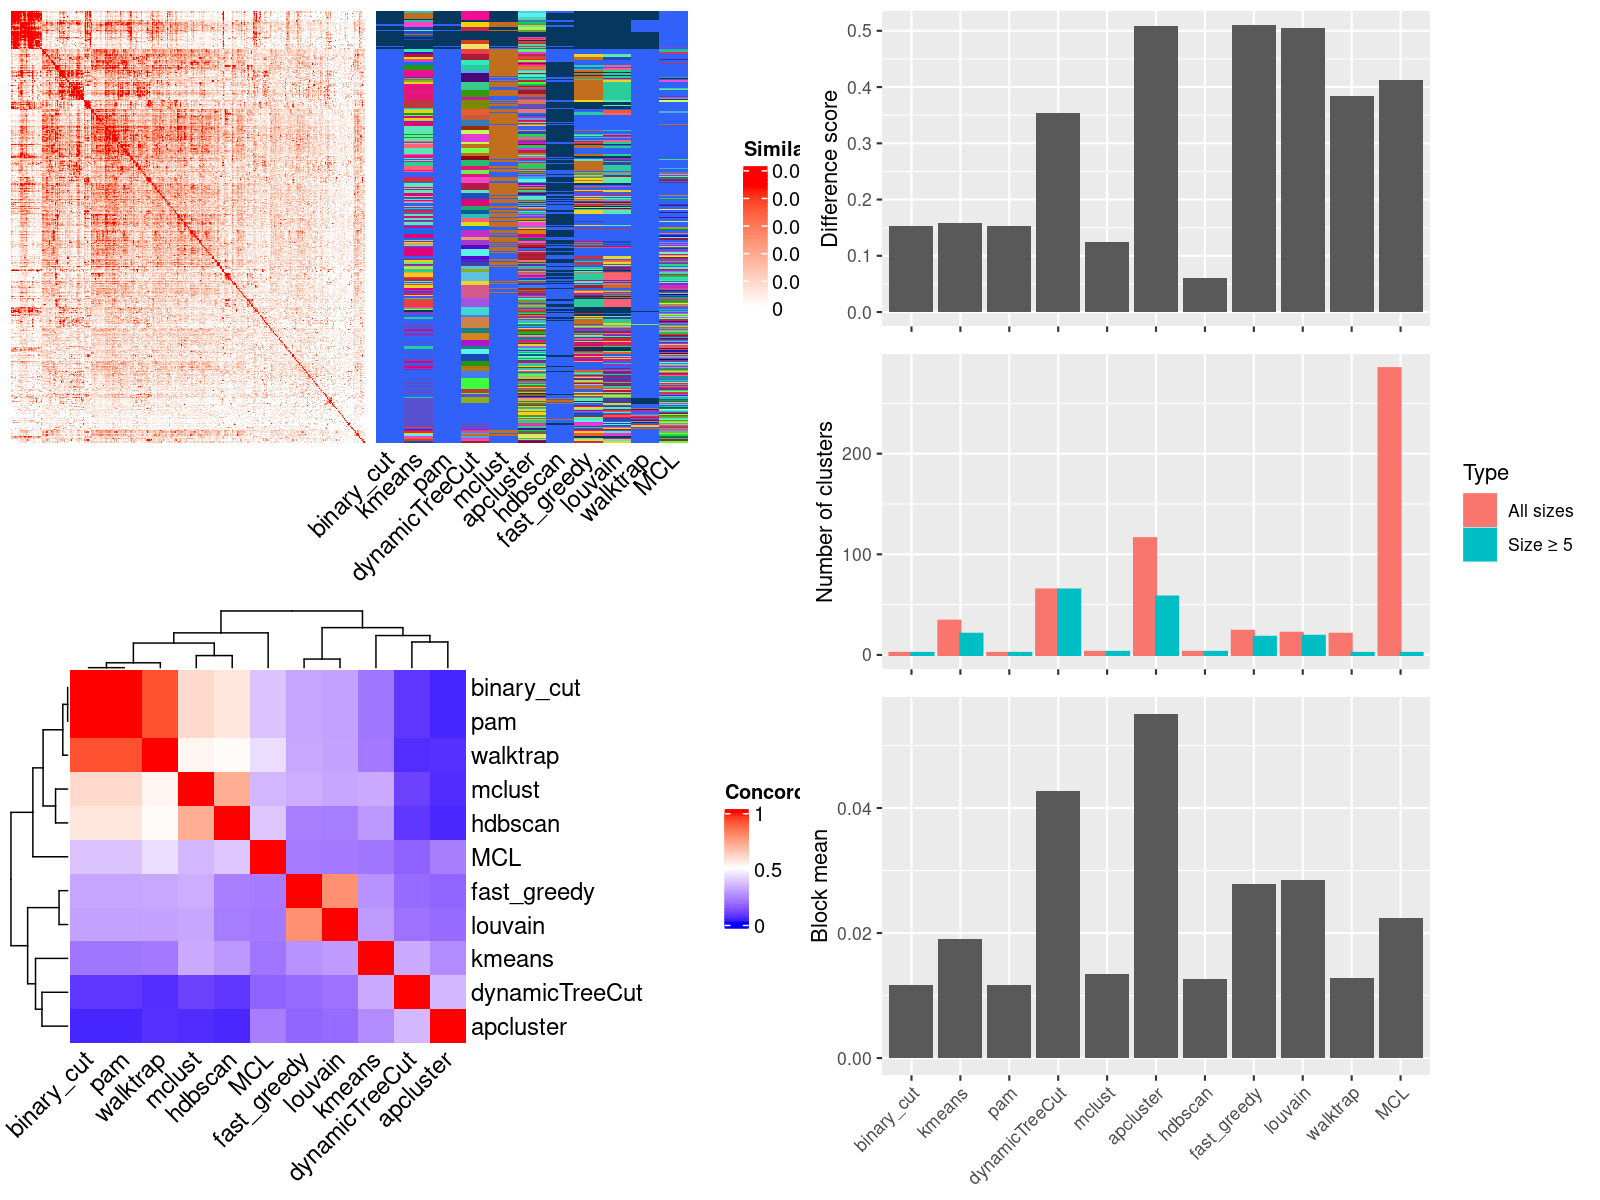 Simila
0.0
0.0
0.0
0.0
0.0
0
binary_cut
kmeans
pam
dynamicTreeCut
mclust
apcluster
hdbscan
fast_greedy
louvain
walktrap
MCL
binary_cut
pam
walktrap
mclust
hdbscan
MCL
fast_greedy
louvain
kmeans
dynamicTreeCut
apcluster
binary_cut
pam
walktrap
mclust
hdbscan
MCL
fast_greedy
louvain
kmeans
dynamicTreeCut
apcluster
Concord
1
0.5
0
Difference score
0.5
0.4
0.3
0.2
0.1
0.0
Number of clusters
200
100
0
Type
All sizes
Size ≥ 5
Block mean
0.04
0.02
0.00
binary_cut
kmeans
pam
dynamicTreeCut
mclust
apcluster
hdbscan
fast_greedy
louvain
walktrap
MCL